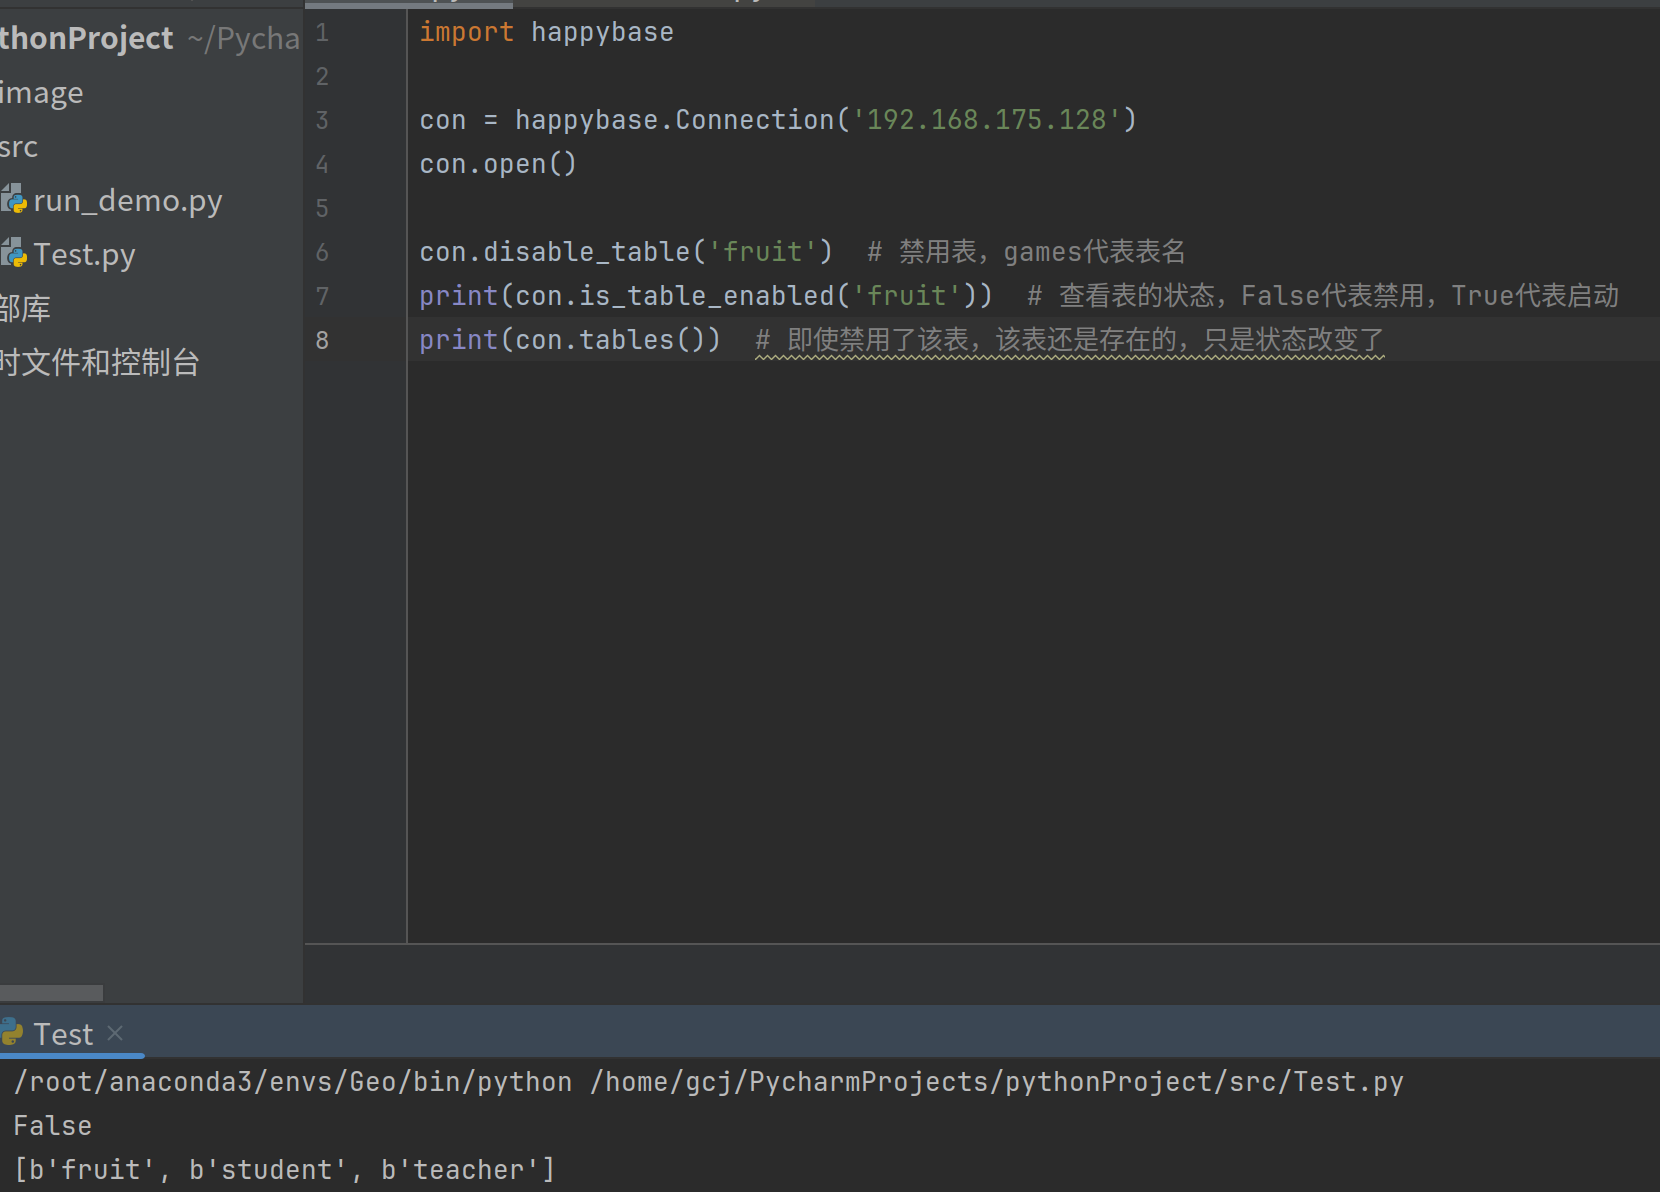 thonProject ~/Pycha
image
src
run_demo.py
Test.py
部库
时文件和控制台
1 import happybase
2
3 con = happybase.Connection('192.168.175.128')
4 con.open()
5
6 con.disable_table('fruit')  # 禁用表，games代表表名
7 print(con.is_table_enabled('fruit'))  # 查看表的状态，False代表禁用，True代表启动
8 print(con.tables())  # 即使禁用了该表，该表还是存在的，只是状态改变了
Test ×
/root/anaconda3/envs/Geo/bin/python /home/gcj/PycharmProjects/pythonProject/src/Test.py
False
[b'fruit', b'student', b'teacher']